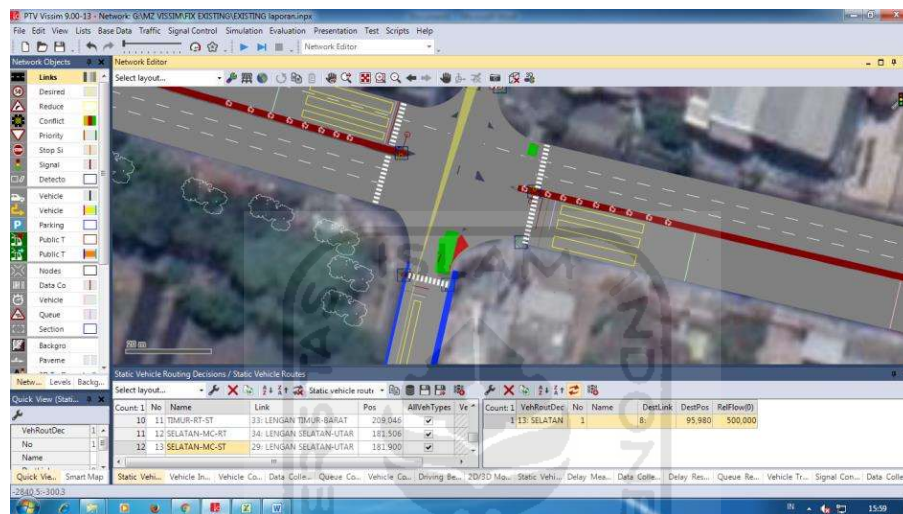 PTV Vissim 9.00-13 - Network: G:\MZ VISSIM\FIX EXISTING\EXISTING laporan.inpx
File Edit View Lists Base Data Traffic Signal Control Simulation Evaluation Presentation Test Scripts Help
Network Editor
Network Objects
Network Editor
Select layout...
Links
Desired
Reduce
Conflict
Priority
Stop Si
Signal
Detecto
Vehicle
Vehicle
Parking
Public T
Public T
Nodes
Data Co
Vehicle
Queue
Section
Backgro
Paveme
20 m
Netw... Levels Backg...
Quick View (Stati...
VehRoutDec 1
No 1
Name
Quick Vie... Smart Map
Static Vehicle Routing Decisions / Static Vehicle Routes
Select layout... Static vehicle route
Count: 1 No Name Link Pos AllVehTypes Ve
10 11 TIMUR-RT-ST 33: LENGAN TIMUR-BARAT 209,046
11 12 SELATAN-MC-RT 34: LENGAN SELATAN-UTAR 181,506
12 13 SELATAN-MC-ST 29: LENGAN SELATAN-UTAR 181,900
Count: 1 VehRoutDec No Name DestLink DestPos RelFlow(0)
1 13: SELATAN 1 8: 95,980 500,000
Static Vehi... Vehicle In... Vehicle Co... Data Colle... Queue Co... Vehicle Co... Driving Be... 2D/3D Mo... Static Vehi... Delay Mea... Data Colle... Delay Res... Queue Re... Vehicle Tr... Signal Con... Data Colle
-2840.5:-300.3
IN 15:59
ISLAM